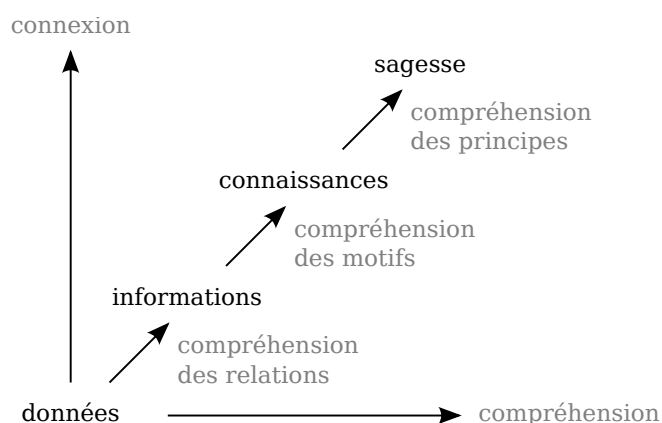 connexion
sagesse
compréhension
des principes
connaissances
compréhension
des motifs
informations
compréhension
des relations
données
compréhension